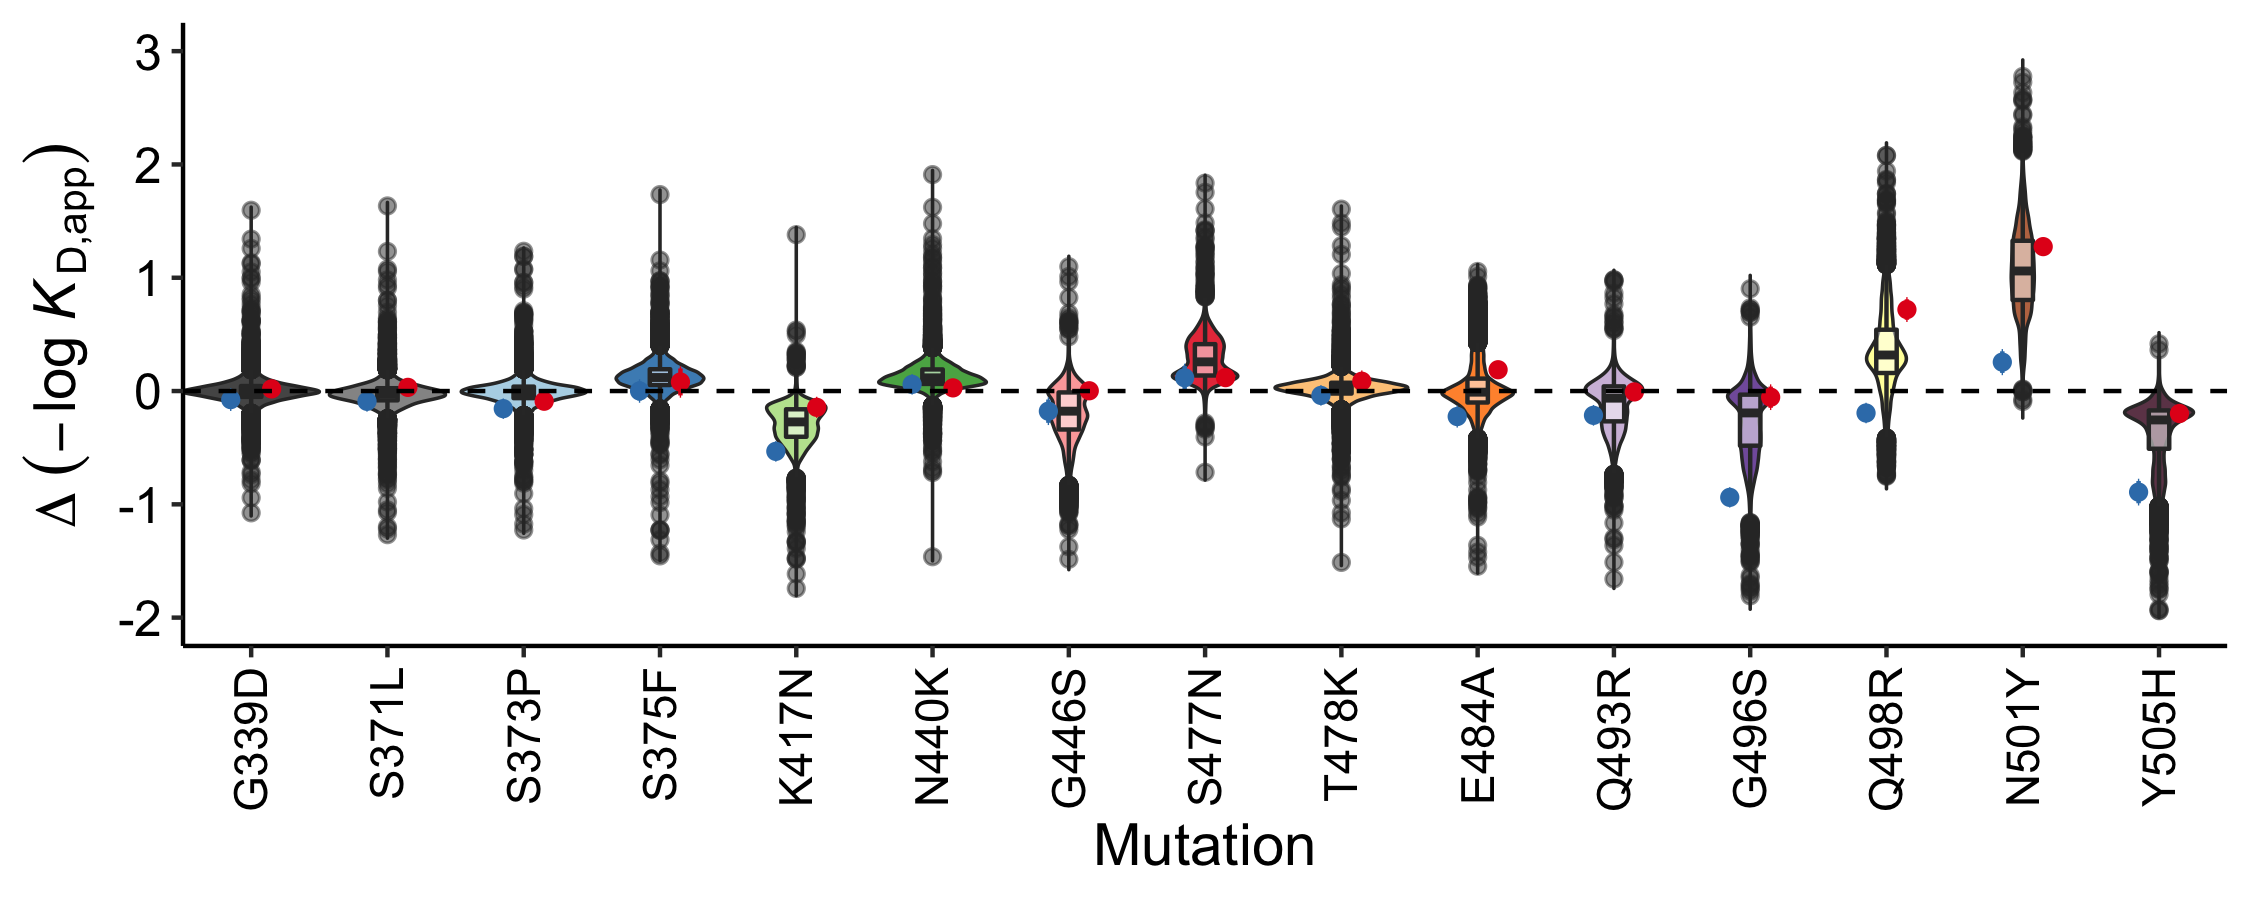 Δ (− log K D,app)
3
2
1
0
-1
-2
G339D
S371L
S373P
S375F
K417N
N440K
G446S
S477N
T478K
E484A
Q493R
G496S
Q498R
N501Y
Y505H
Mutation